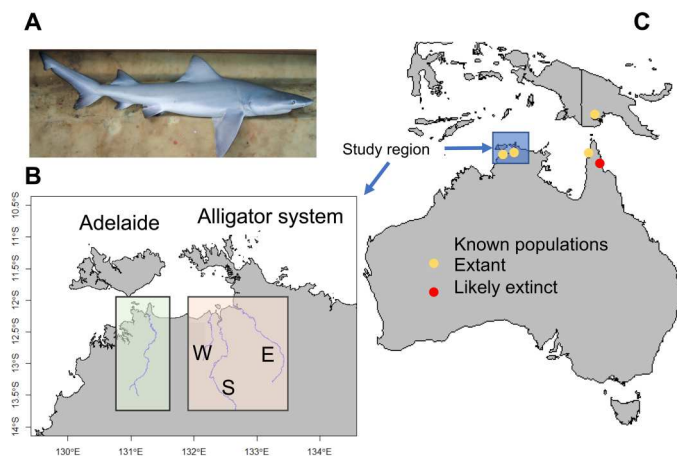 A
C
Study region
B
10.5°S
11°S
11.5°S
12°S
12.5°S
13°S
13.5°S
14°S
Adelaide
Alligator system
W
S
E
130°E
131°E
132°E
133°E
134°E
Known populations
Extant
Likely extinct